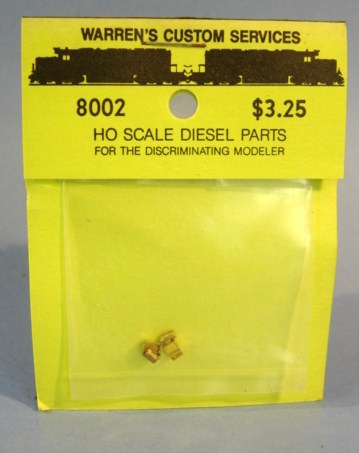 WARREN'S CUSTOM SERVICES
8002 $3.25
HO SCALE DIESEL PARTS
FOR THE DISCRIMINATING MODELER